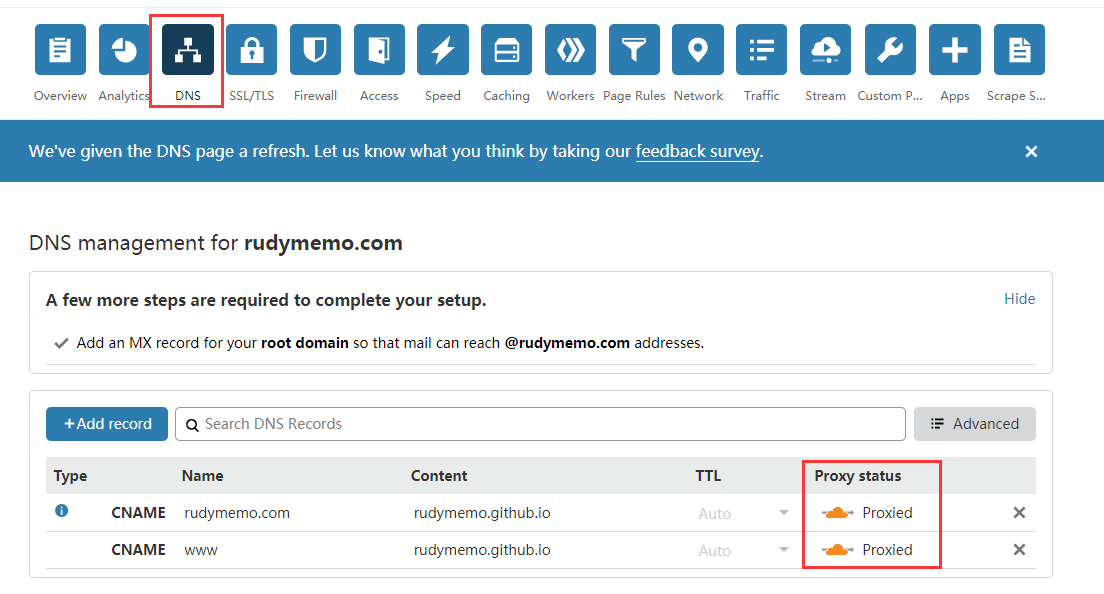 Overview Analytics DNS SSL/TLS Firewall Access Speed Caching Workers Page Rules Network Traffic Stream Custom P... Apps Scrape S...
We've given the DNS page a refresh. Let us know what you think by taking our feedback survey.
DNS management for rudymemo.com
A few more steps are required to complete your setup. Hide
Add an MX record for your root domain so that mail can reach @rudymemo.com addresses.
+Add record Search DNS Records Advanced
Type Name Content TTL Proxy status
CNAME rudymemo.com rudymemo.github.io Auto Proxied
CNAME www rudymemo.github.io Auto Proxied